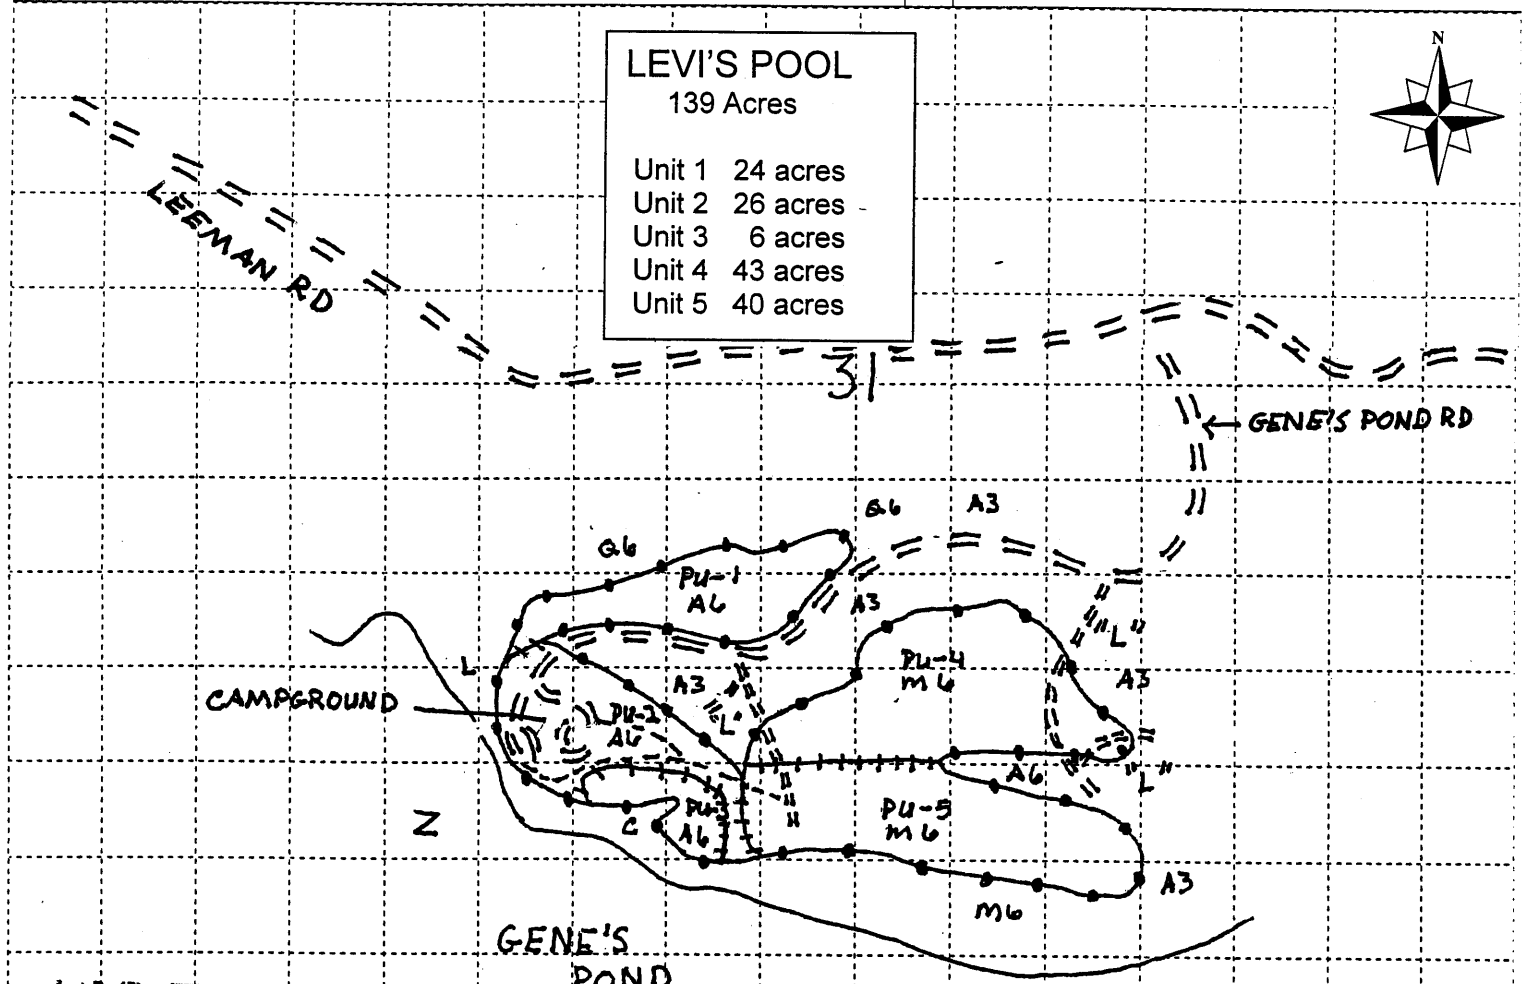 N
LEVI'S POOL
139 Acres
Unit 1 24 acres
Unit 2 26 acres
Unit 3 6 acres
Unit 4 43 acres
Unit 5 40 acres
LEEMAN RD
31
GENE'S POND RD
Q6
A3
Q6
PU-1
A6
A3
"L"
L
A3
PU-4
M6
A3
CAMPGROUND
PU-2
A6
"L"
A6
"L"
Z
C
PU-3
A6
PU-5
M6
A3
M6
GENE'S
POND